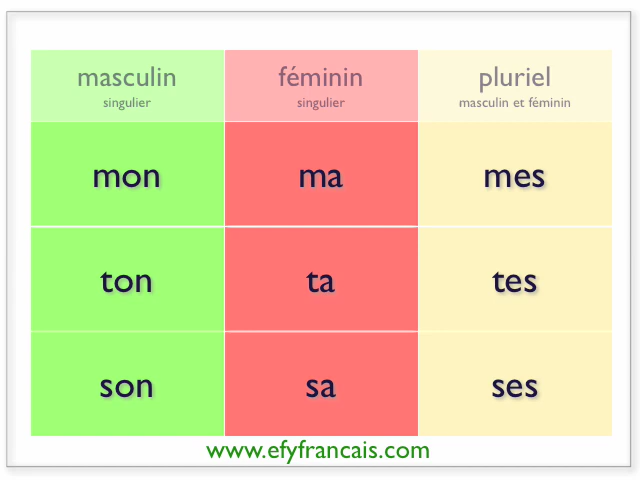 masculin féminin pluriel
singulier singulier masculin et féminin
mon ma mes
ton ta tes
son sa ses
www.efyfrancais.com